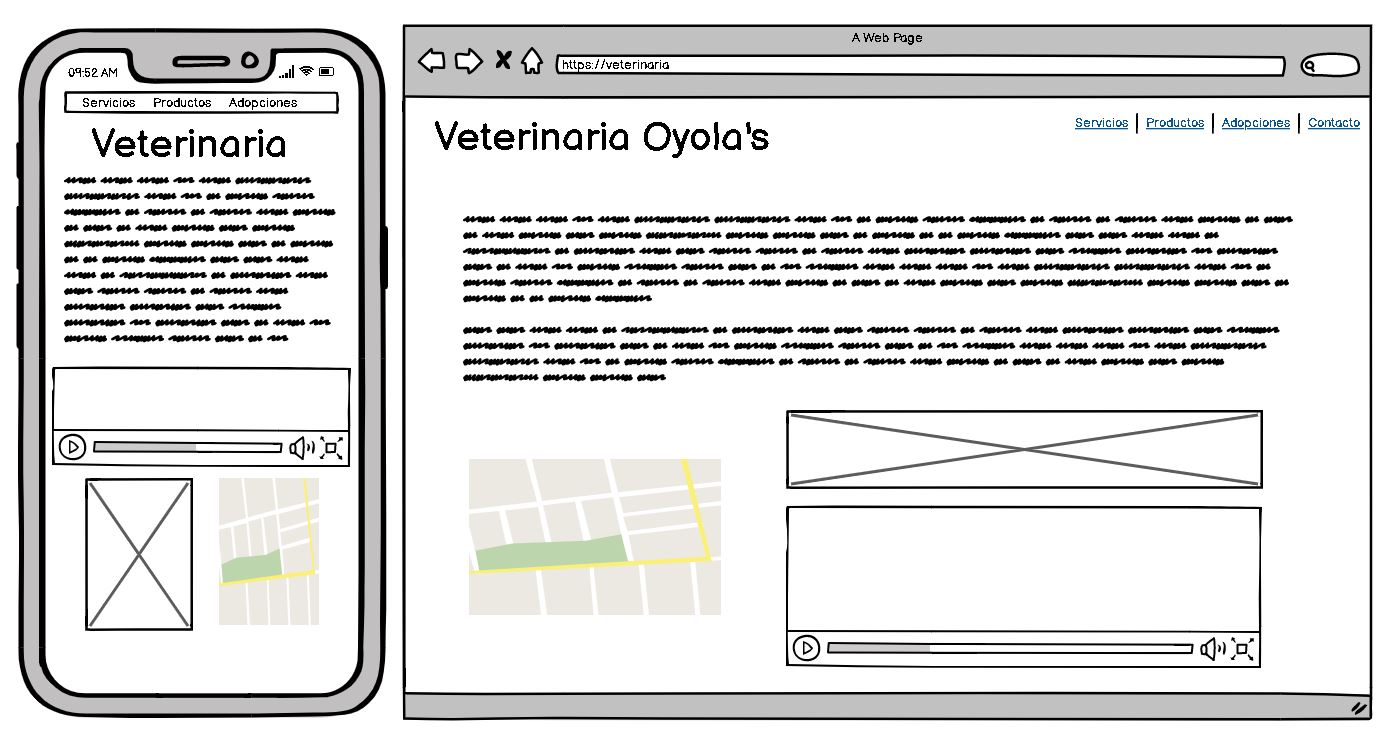 09:52 AM
Servicios Productos Adopciones
Veterinaria
A Web Page
https://veterinaria
Veterinaria Oyola's
Servicios | Productos | Adopciones | Contacto